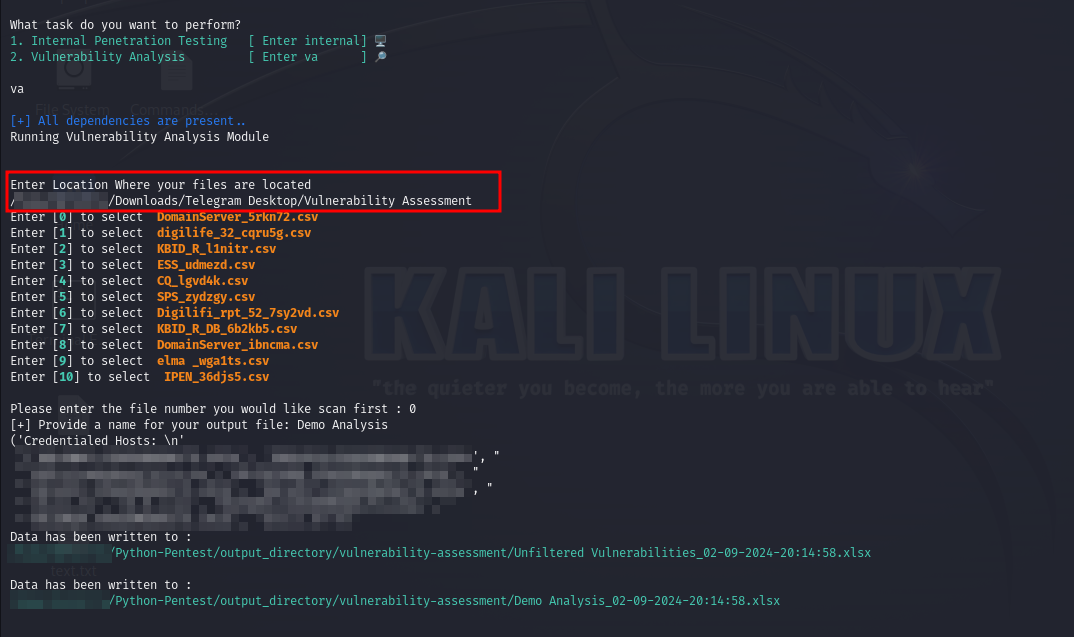 What task do you want to perform?
1. Internal Penetration Testing [ Enter internal]
2. Vulnerability Analysis [ Enter va ]
va
File System Commands
[+] All dependencies are present..
Running Vulnerability Analysis Module
Enter Location Where your files are located
/Downloads/Telegram Desktop/Vulnerability Assessment
Enter [0] to select DomainServer_5rkn72.csv
Enter [1] to select digilife_32_cqru5g.csv
Enter [2] to select KBID_R_l1nitr.csv
Enter [3] to select ESS_udmezd.csv
Enter [4] to select CQ_lgvd4k.csv
Enter [5] to select SPS_zydzgy.csv
Enter [6] to select Digilifi_rpt_52_7sy2vd.csv
Enter [7] to select KBID_R_DB_6b2kb5.csv
Enter [8] to select DomainServer_ibncma.csv
Enter [9] to select elma _wga1ts.csv
Enter [10] to select IPEN_36djs5.csv
KALI LINUX
"the quieter you become, the more you are able to hear"
Please enter the file number you would like scan first : 0
[+] Provide a name for your output file: Demo Analysis
('Credentialed Hosts: \n'
', "
"
, "
Data has been written to :
/Python-Pentest/output_directory/vulnerability-assessment/Unfiltered Vulnerabilities_02-09-2024-20:14:58.xlsx
text.txt
Data has been written to :
/Python-Pentest/output_directory/vulnerability-assessment/Demo Analysis_02-09-2024-20:14:58.xlsx